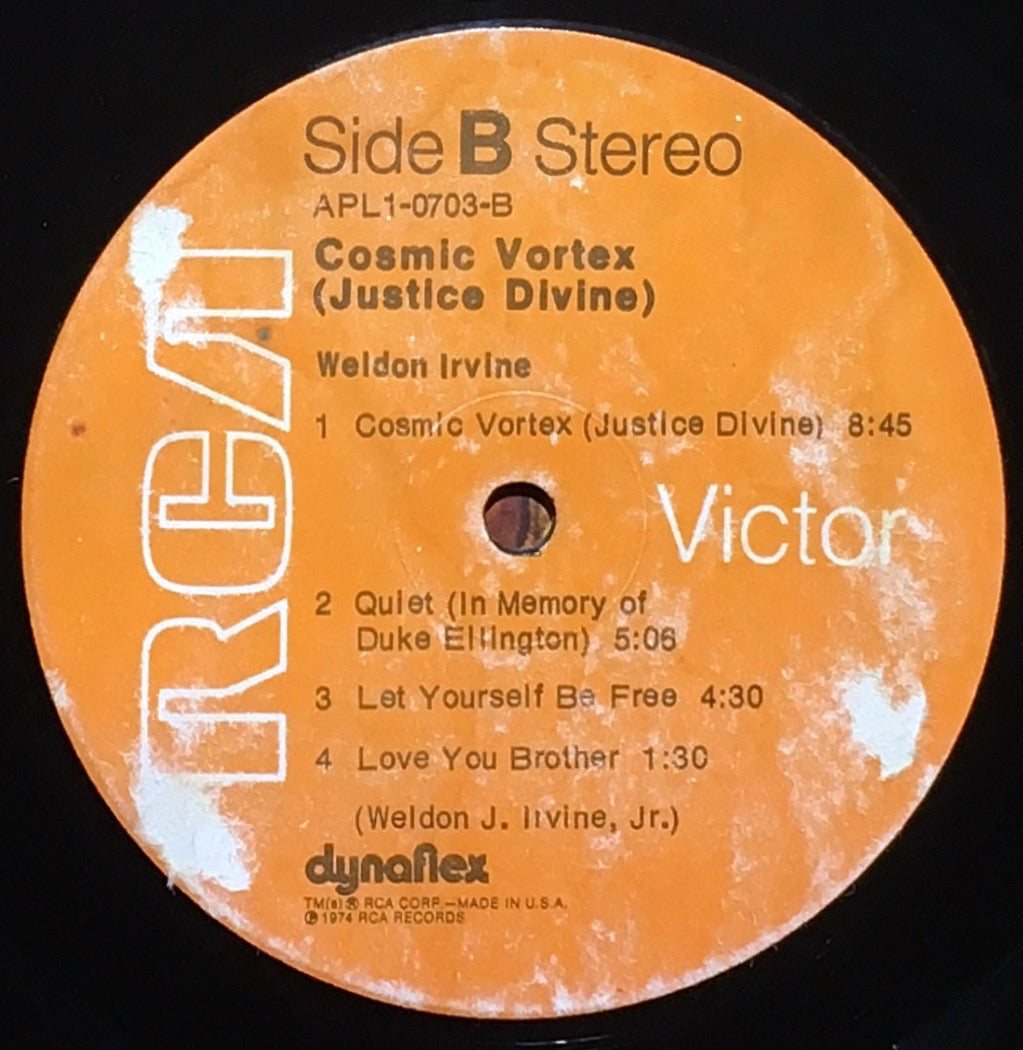 Side B Stereo
APL1-0703-B
Cosmic Vortex
(Justice Divine)
Weldon Irvine
1 Cosmic Vortex (Justice Divine) 8:45
RCA
Victor
2 Quiet (In Memory of
Duke Ellington) 5:06
3 Let Yourself Be Free 4:30
4 Love You Brother 1:30
(Weldon J. Irvine, Jr.)
dynaflex
TM(s) ® RCA CORP.—MADE IN U.S.A.
℗ 1974 RCA RECORDS